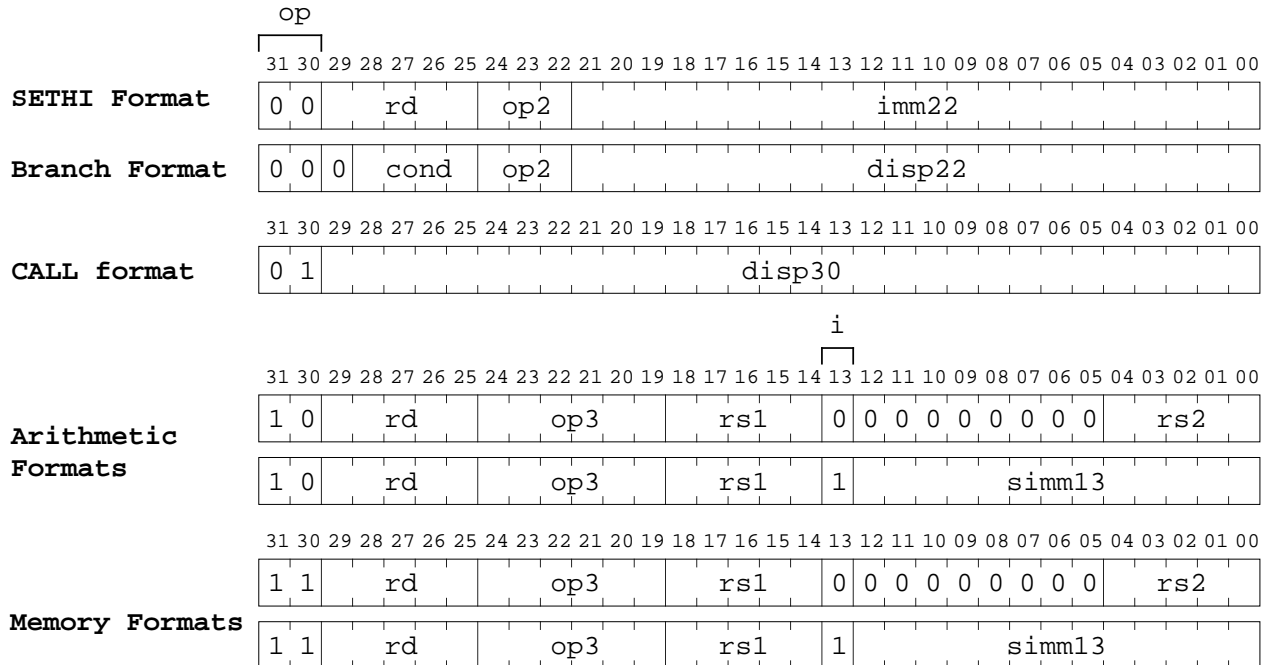 op
31 30 29 28 27 26 25 24 23 22 21 20 19 18 17 16 15 14 13 12 11 10 09 08 07 06 05 04 03 02 01 00
SETHI Format 0 0 rd op2 imm22
Branch Format 0 0 0 cond op2 disp22
31 30 29 28 27 26 25 24 23 22 21 20 19 18 17 16 15 14 13 12 11 10 09 08 07 06 05 04 03 02 01 00
CALL format 0 1 disp30
i
31 30 29 28 27 26 25 24 23 22 21 20 19 18 17 16 15 14 13 12 11 10 09 08 07 06 05 04 03 02 01 00
1 0 rd op3 rs1 0 0 0 0 0 0 0 0 0 rs2
Arithmetic
Formats
1 0 rd op3 rs1 1 simm13
31 30 29 28 27 26 25 24 23 22 21 20 19 18 17 16 15 14 13 12 11 10 09 08 07 06 05 04 03 02 01 00
1 1 rd op3 rs1 0 0 0 0 0 0 0 0 0 rs2
Memory Formats
1 1 rd op3 rs1 1 simm13